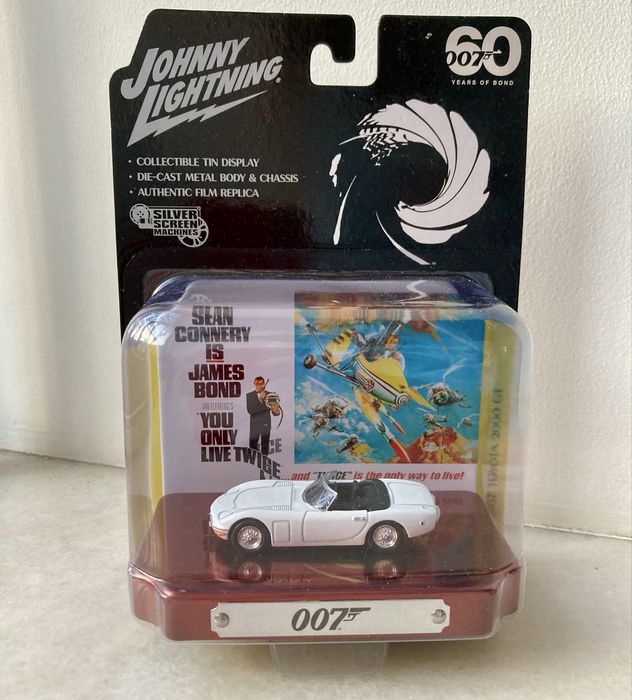 JOHNNY
LIGHTNING®
60
007
YEARS OF BOND
• COLLECTIBLE TIN DISPLAY
• DIE-CAST METAL BODY & CHASSIS
• AUTHENTIC FILM REPLICA
SILVER
SCREEN
MACHINES
SEAN
CONNERY
IS
JAMES
BOND
IAN FLEMING'S
"YOU
ONLY
LIVE TWICE"
...and "TWICE" is the only way to live!
TOYOTA 2000 GT
007